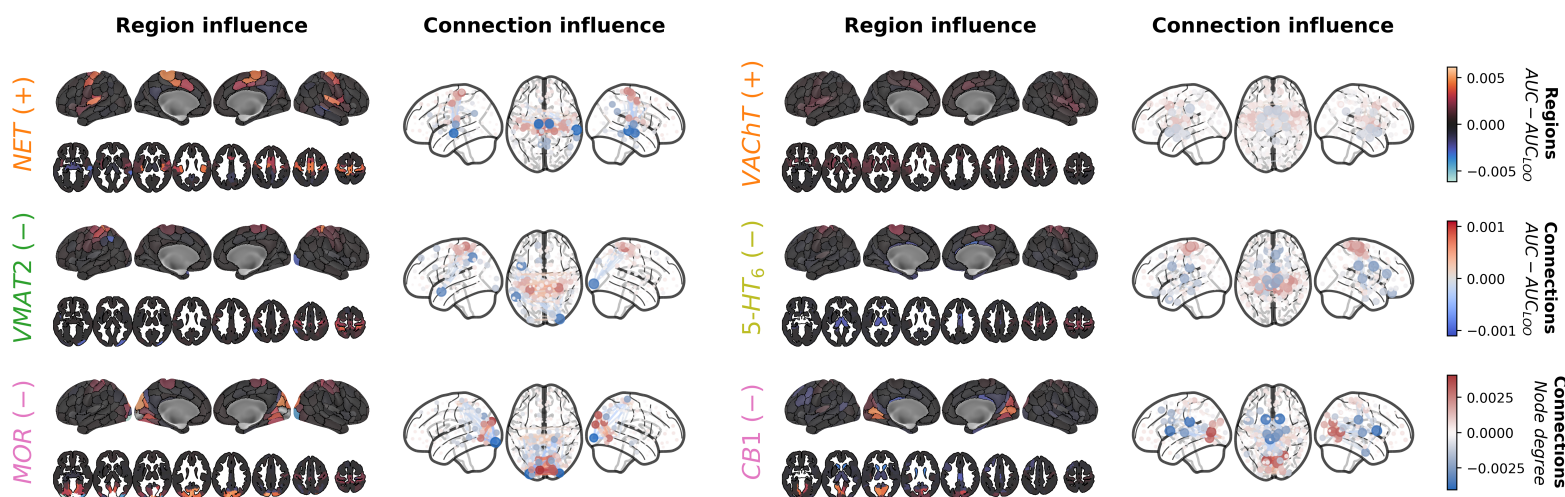 Region influence Connection influence Region influence Connection influence
NET (+)
VAChT (+)
0.005
0.000
−0.005
Regions
AUC − AUC_LOO
VMAT2 (−)
5-HT₆ (−)
0.001
0.000
−0.001
Connections
AUC − AUC_LOO
MOR (−)
CB1 (−)
0.0025
0.0000
−0.0025
Connections
Node degree